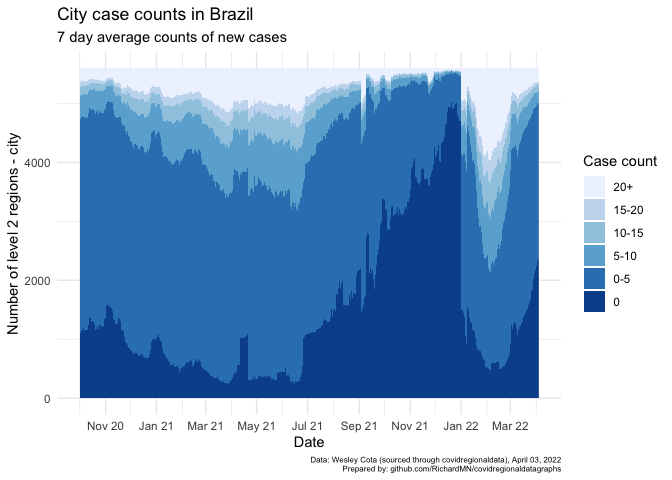 City case counts in Brazil
7 day average counts of new cases
Number of level 2 regions - city
4000
2000
0
Nov 20 Jan 21 Mar 21 May 21 Jul 21 Sep 21 Nov 21 Jan 22 Mar 22
Date
Case count
20+
15-20
10-15
5-10
0-5
0
Data: Wesley Cota (sourced through covidregionaldata), April 03, 2022
Prepared by: github.com/RichardMN/covidregionaldatagraphs